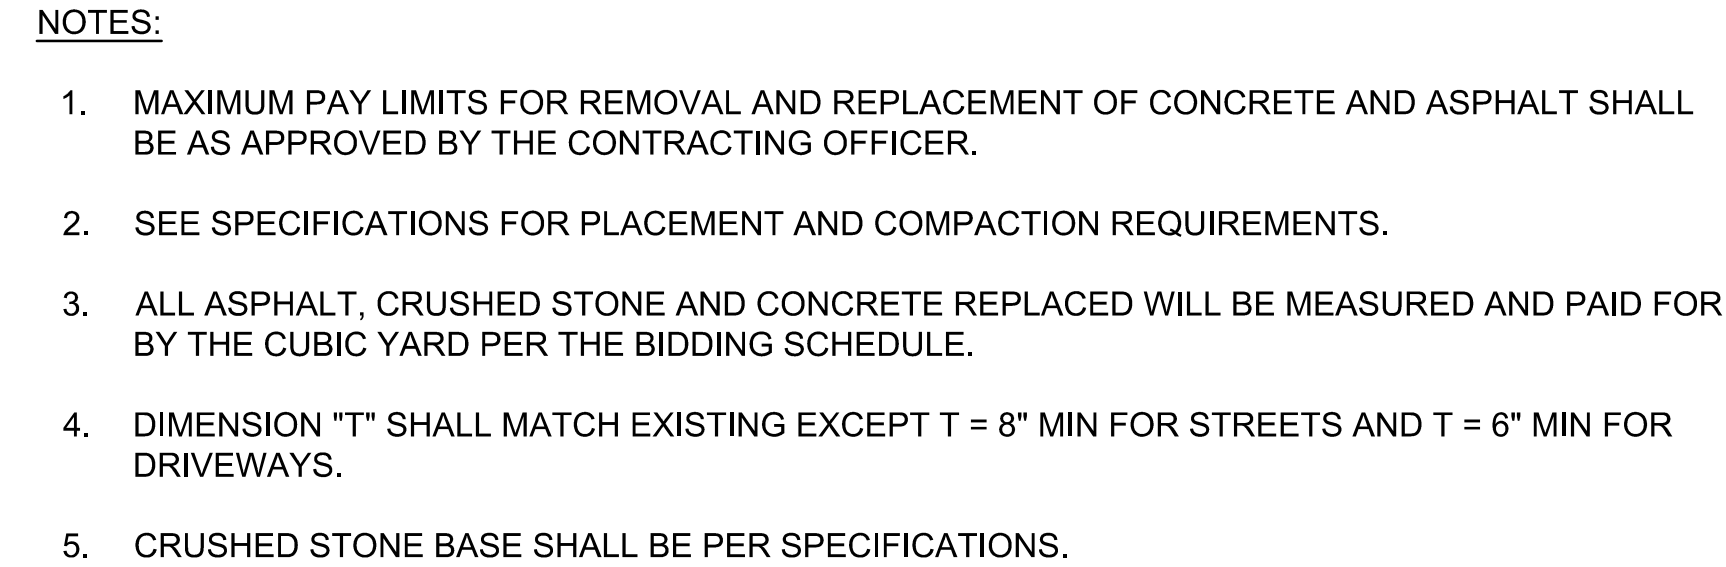 NOTES:
1. MAXIMUM PAY LIMITS FOR REMOVAL AND REPLACEMENT OF CONCRETE AND ASPHALT SHALL
BE AS APPROVED BY THE CONTRACTING OFFICER.
2. SEE SPECIFICATIONS FOR PLACEMENT AND COMPACTION REQUIREMENTS.
3. ALL ASPHALT, CRUSHED STONE AND CONCRETE REPLACED WILL BE MEASURED AND PAID FOR
BY THE CUBIC YARD PER THE BIDDING SCHEDULE.
4. DIMENSION "T" SHALL MATCH EXISTING EXCEPT T = 8" MIN FOR STREETS AND T = 6" MIN FOR
DRIVEWAYS.
5. CRUSHED STONE BASE SHALL BE PER SPECIFICATIONS.